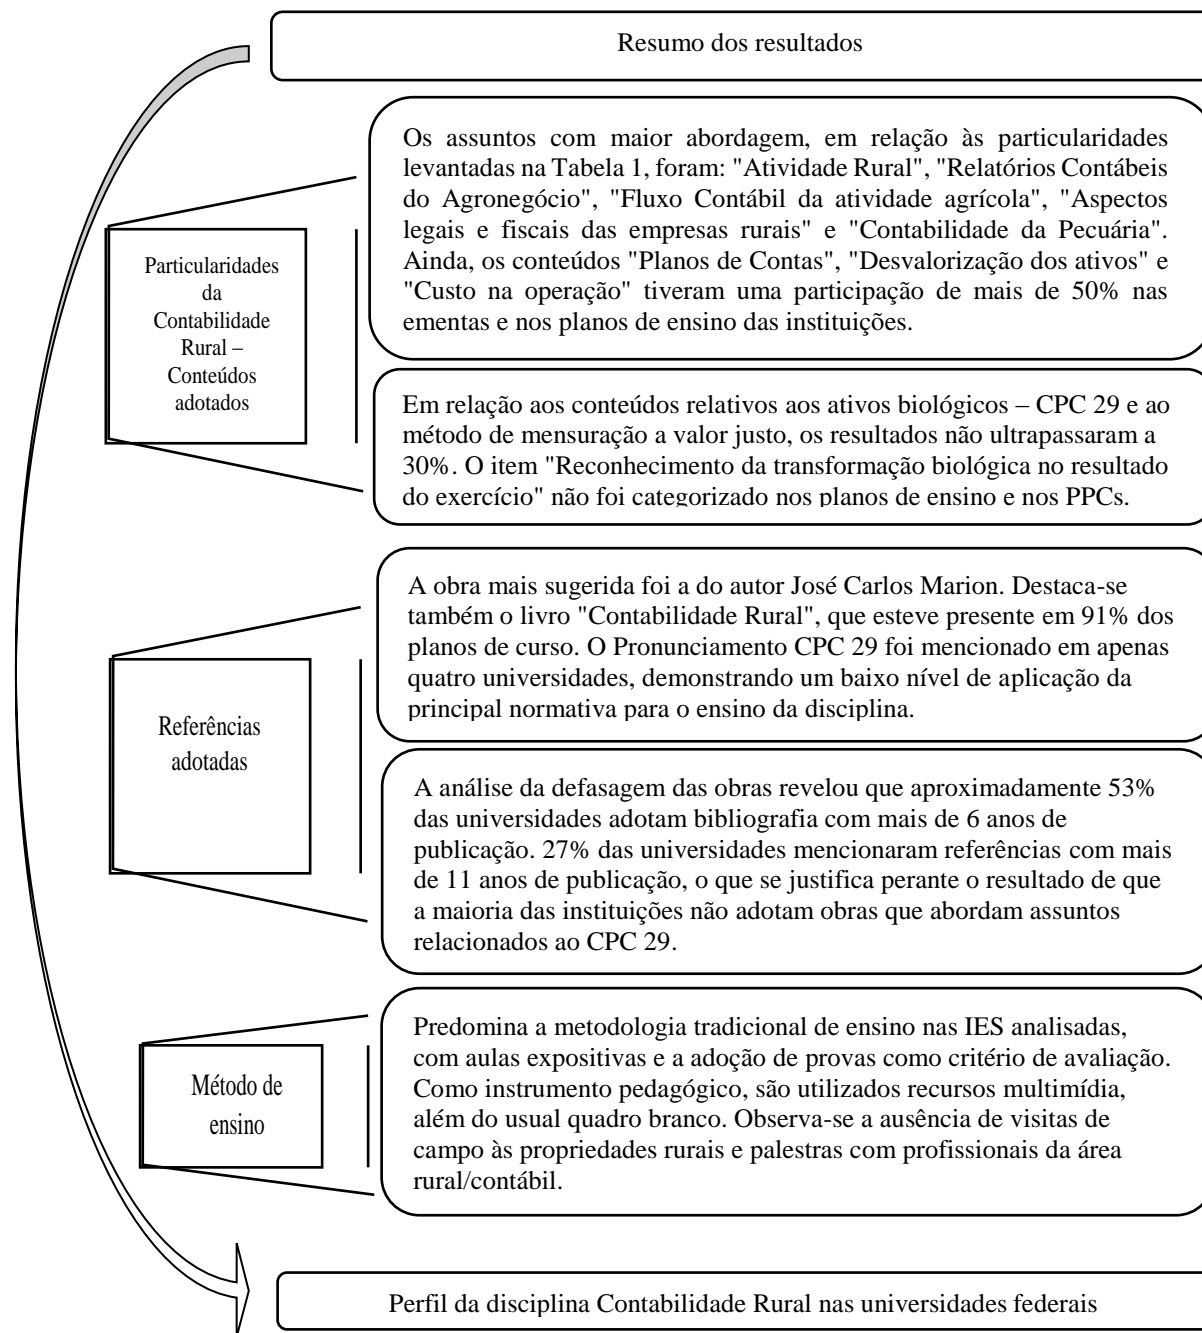 Resumo dos resultados
Particularidades
da
Contabilidade
Rural –
Conteúdos
adotados
Os assuntos com maior abordagem, em relação às particularidades
levantadas na Tabela 1, foram: "Atividade Rural", "Relatórios Contábeis
do Agronegócio", "Fluxo Contábil da atividade agrícola", "Aspectos
legais e fiscais das empresas rurais" e "Contabilidade da Pecuária".
Ainda, os conteúdos "Planos de Contas", "Desvalorização dos ativos" e
"Custo na operação" tiveram uma participação de mais de 50% nas
ementas e nos planos de ensino das instituições.
Em relação aos conteúdos relativos aos ativos biológicos – CPC 29 e ao
método de mensuração a valor justo, os resultados não ultrapassaram a
30%. O item "Reconhecimento da transformação biológica no resultado
do exercício" não foi categorizado nos planos de ensino e nos PPCs.
Referências
adotadas
A obra mais sugerida foi a do autor José Carlos Marion. Destaca-se
também o livro "Contabilidade Rural", que esteve presente em 91% dos
planos de curso. O Pronunciamento CPC 29 foi mencionado em apenas
quatro universidades, demonstrando um baixo nível de aplicação da
principal normativa para o ensino da disciplina.
A análise da defasagem das obras revelou que aproximadamente 53%
das universidades adotam bibliografia com mais de 6 anos de
publicação. 27% das universidades mencionaram referências com mais
de 11 anos de publicação, o que se justifica perante o resultado de que
a maioria das instituições não adotam obras que abordam assuntos
relacionados ao CPC 29.
Método de
ensino
Predomina a metodologia tradicional de ensino nas IES analisadas,
com aulas expositivas e a adoção de provas como critério de avaliação.
Como instrumento pedagógico, são utilizados recursos multimídia,
além do usual quadro branco. Observa-se a ausência de visitas de
campo às propriedades rurais e palestras com profissionais da área
rural/contábil.
Perfil da disciplina Contabilidade Rural nas universidades federais